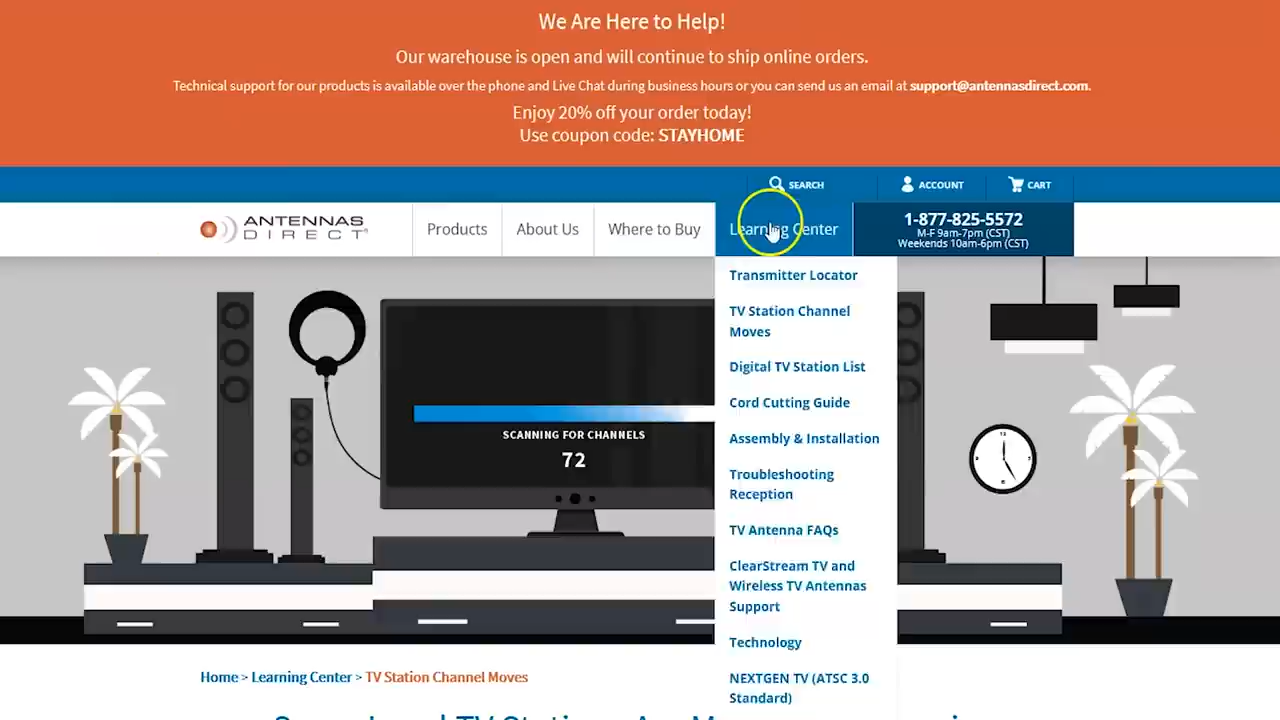 We Are Here to Help!
Our warehouse is open and will continue to ship online orders.
Technical support for our products is available over the phone and Live Chat during business hours or you can send us an email at support@antennasdirect.com.
Enjoy 20% off your order today!
Use coupon code: STAYHOME
SEARCH
ACCOUNT
CART
ANTENNAS
DIRECT®
Products
About Us
Where to Buy
Learning Center
1-877-825-5572
M-F 9am-7pm (CST)
Weekends 10am-6pm (CST)
Transmitter Locator
TV Station Channel
Moves
Digital TV Station List
Cord Cutting Guide
Assembly & Installation
Troubleshooting
Reception
TV Antenna FAQs
ClearStream TV and
Wireless TV Antennas
Support
Technology
NEXTGEN TV (ATSC 3.0
Standard)
SCANNING FOR CHANNELS
72
Home > Learning Center > TV Station Channel Moves